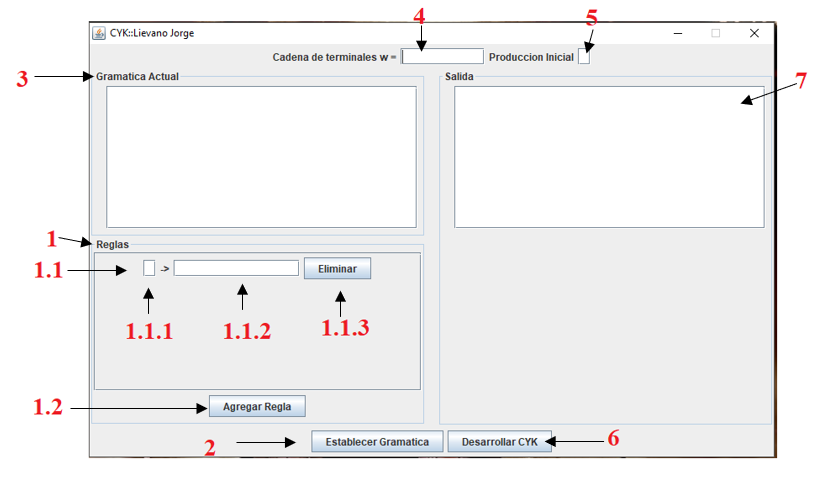 4
5
CYK::Lievano Jorge
Cadena de terminales w =
Produccion Inicial
3
Gramatica Actual
Salida
7
1
Reglas
1.1
->
Eliminar
1.1.1
1.1.2
1.1.3
1.2
Agregar Regla
2
Establecer Gramatica
Desarrollar CYK
6